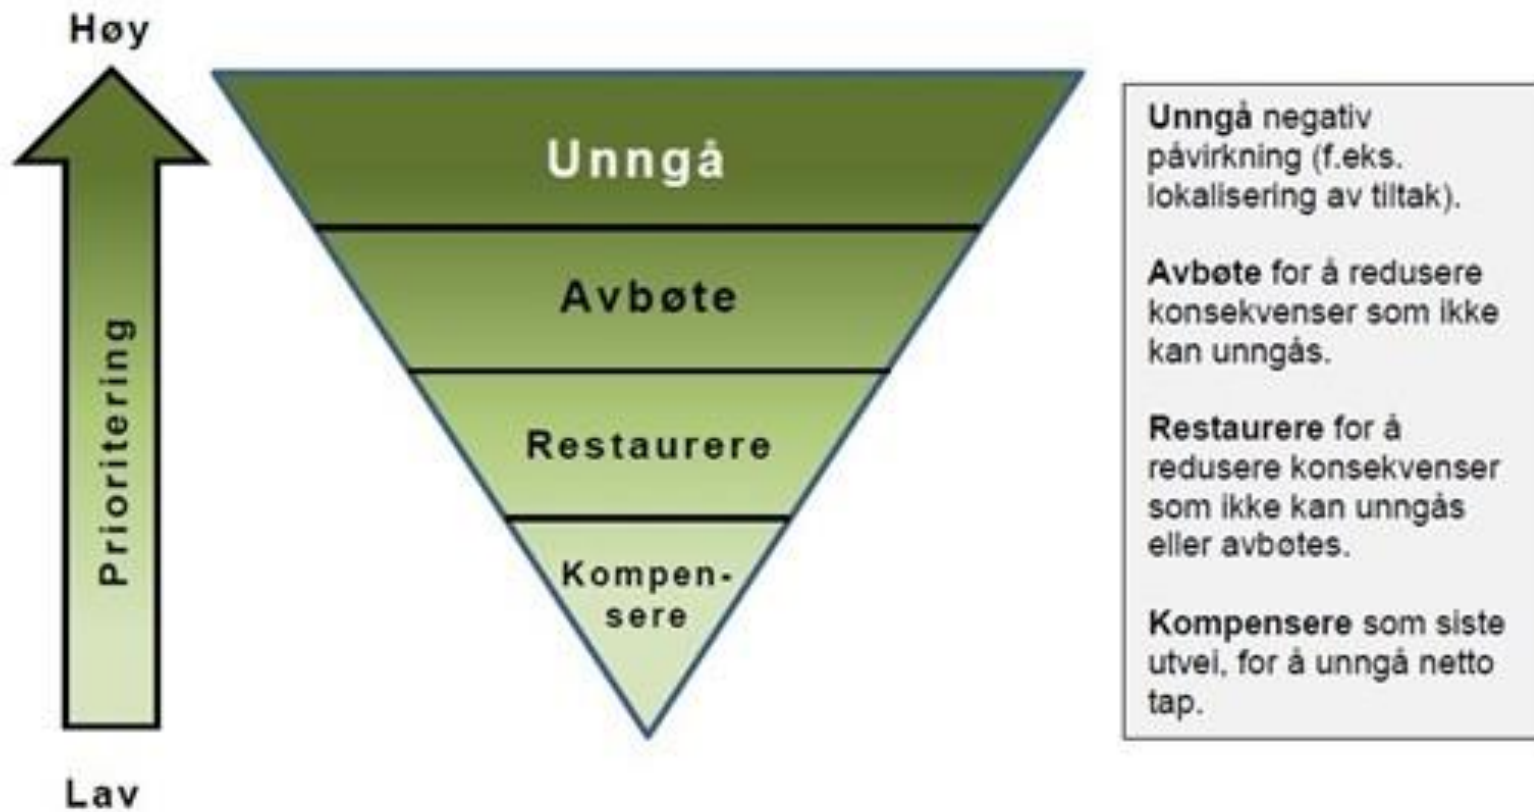 Høy
Prioritering
Lav
Unngå
Avbøte
Restaurere
Kompen-
sere
Unngå negativ
påvirkning (f.eks.
lokalisering av tiltak).
Avbøte for å redusere
konsekvenser som ikke
kan unngås.
Restaurere for å
redusere konsekvenser
som ikke kan unngås
eller avbøtes.
Kompensere som siste
utvei, for å unngå netto
tap.